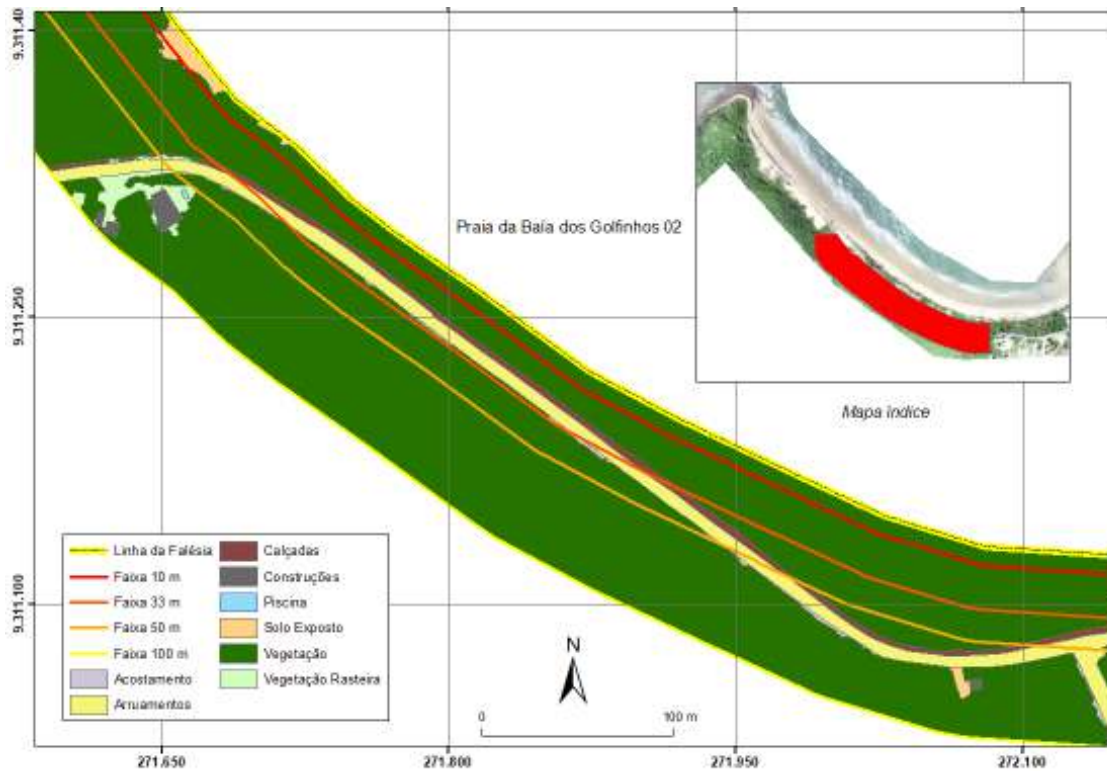 9.311.40
Praia da Baía dos Golfinhos 02
9.311.250
Mapa índice
Linha da Falésia
Faixa 10 m
Faixa 33 m
Faixa 50 m
Faixa 100 m
Acostamento
Arruamentos
Calçadas
Construções
Piscina
Solo Exposto
Vegetação
Vegetação Rasteira
9.311.100
N
0 100 m
271.650 271.800 271.950 272.100